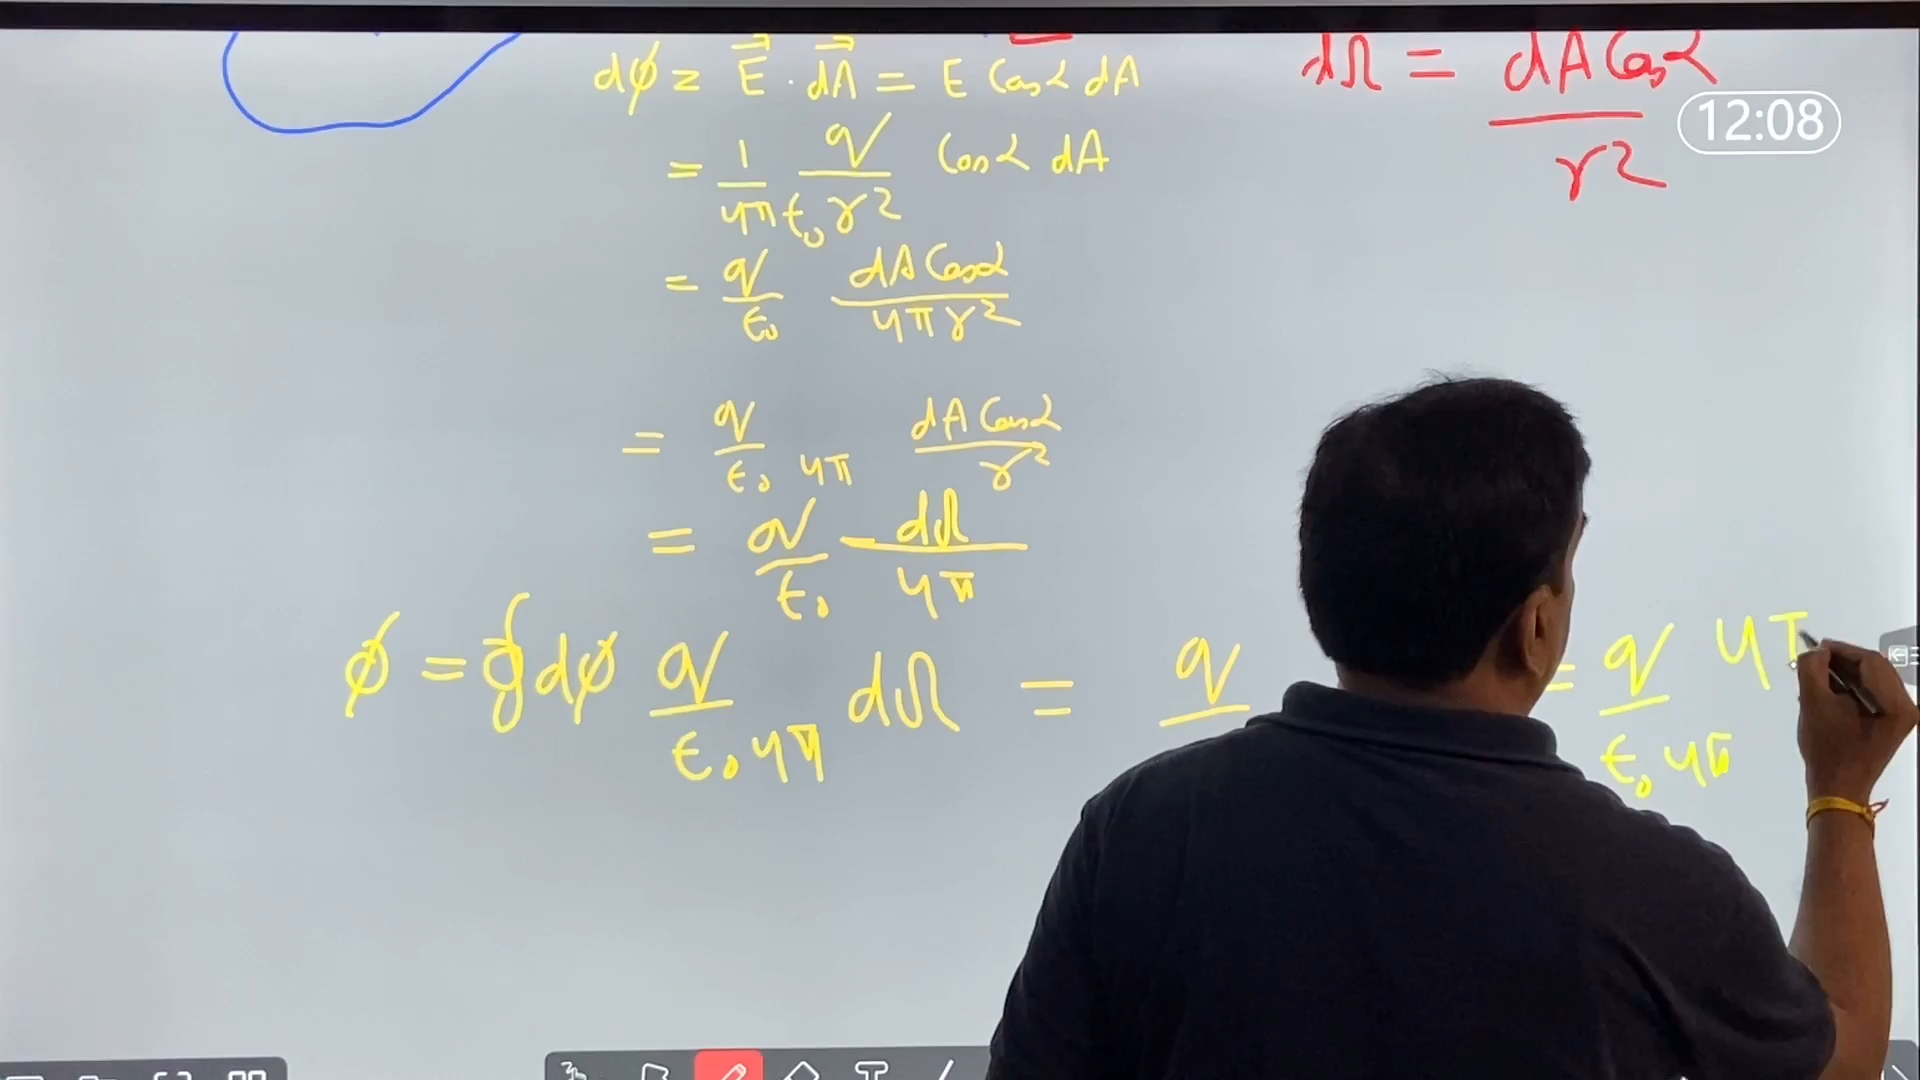 dϕ = E⃗ · dA⃗ = E Cosα dA
dΩ = dA Cosα / r²
12:08
= 1/4πε₀ q/r² Cosα dA
= q/ε₀ dA Cosα / 4πr²
= q/ε₀ 4π dA Cosα / r²
= q/ε₀ dΩ/4π
ϕ = ∮dϕ q/ε₀4π dΩ = q = q/ε₀4π 4π